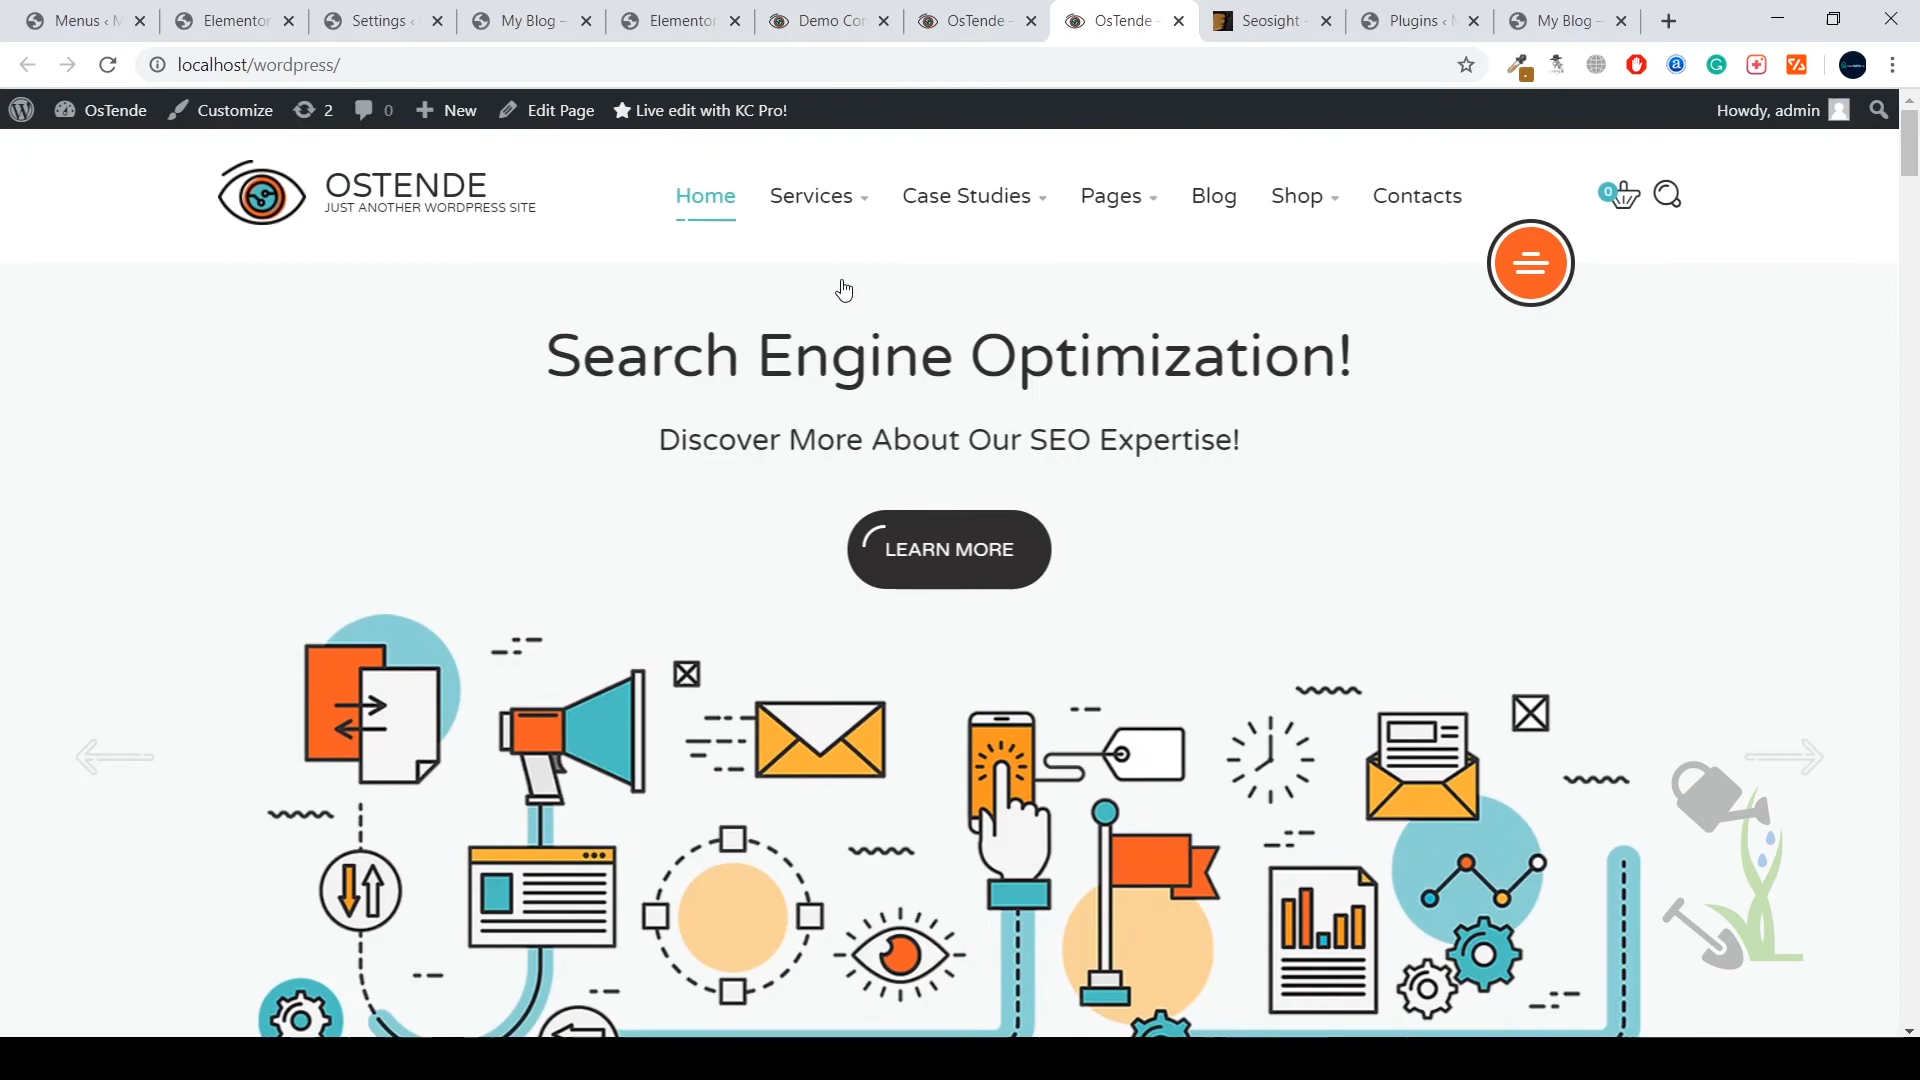 Menus ‹ M
Elementor
Settings ‹
My Blog –
Elementor
Demo Con
OsTende –
OsTende –
Seosight –
Plugins ‹ M
My Blog –
localhost/wordpress/
OsTende
Customize
2
0
New
Edit Page
Live edit with KC Pro!
Howdy, admin
OSTENDE
JUST ANOTHER WORDPRESS SITE
Home
Services
Case Studies
Pages
Blog
Shop
Contacts
0
Search Engine Optimization!
Discover More About Our SEO Expertise!
LEARN MORE